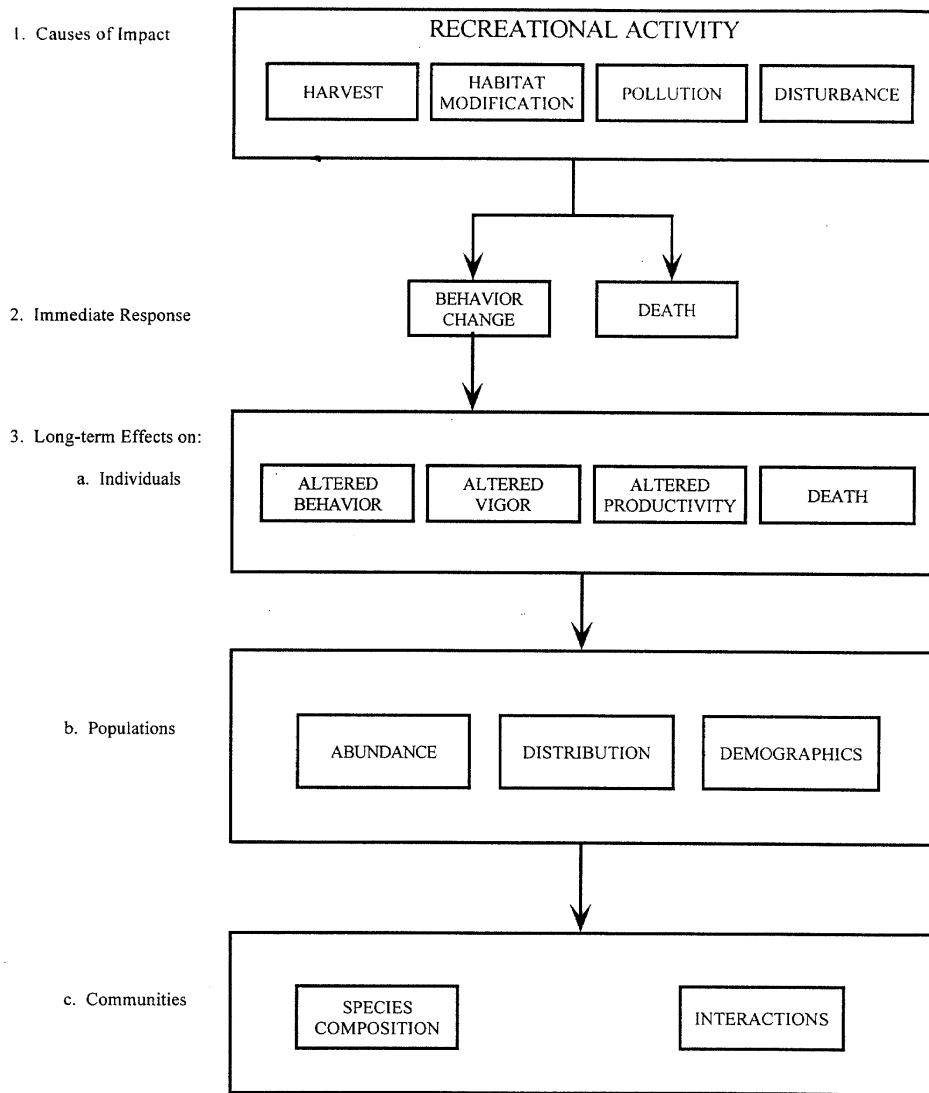 1. Causes of Impact
RECREATIONAL ACTIVITY
HARVEST
HABITAT
MODIFICATION
POLLUTION
DISTURBANCE
2. Immediate Response
BEHAVIOR
CHANGE
DEATH
3. Long-term Effects on:
a. Individuals
ALTERED
BEHAVIOR
ALTERED
VIGOR
ALTERED
PRODUCTIVITY
DEATH
b. Populations
ABUNDANCE
DISTRIBUTION
DEMOGRAPHICS
c. Communities
SPECIES
COMPOSITION
INTERACTIONS